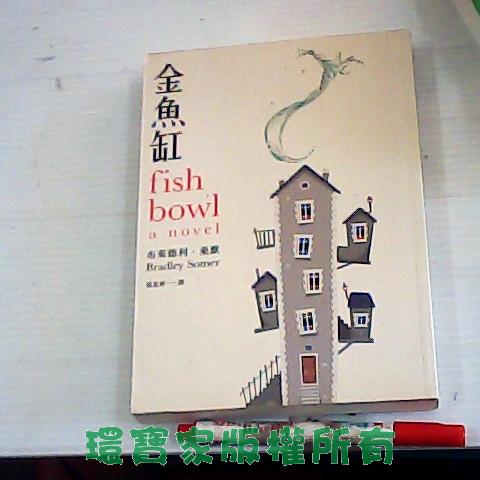 金魚缸
fish
bowl
a novel
布萊德利．桑默
Bradley Somer
環寶家版權所有